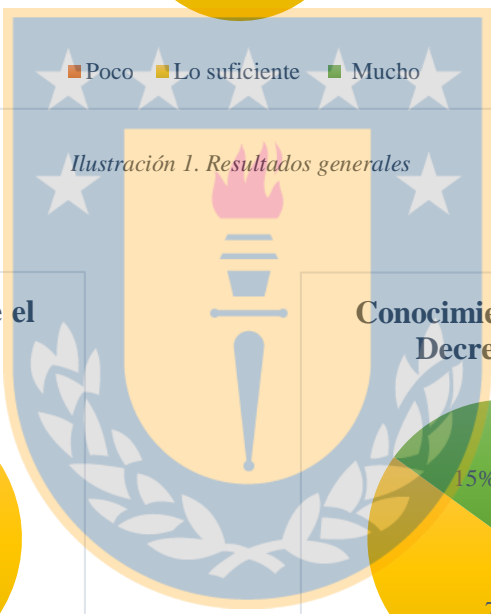 Poco Lo suficiente Mucho
Ilustración 1. Resultados generales
el
Conocimie
Decre
15%